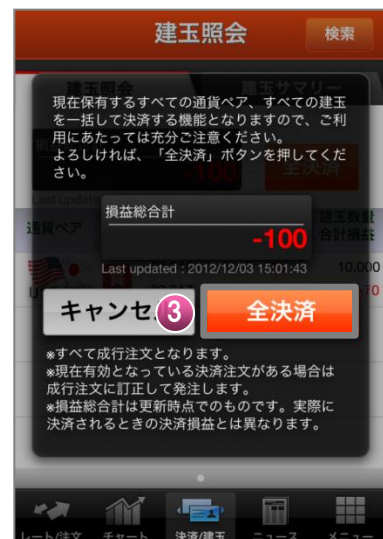 建玉照会
検索
建玉照会
建玉サマリー
現在保有するすべての通貨ペア、すべての建玉
を一括して決済する機能となりますので、ご利
用にあたっては充分ご注意ください。
よろしければ、「全決済」ボタンを押してくだ
さい。
損益総合計
-100
Last updated : 2012/12/03 15:01:43
通貨ペア
建玉数量
合計損益
10,000
キャンセ
3
全決済
※すべて成行注文となります。
※現在有効となっている決済注文がある場合は
成行注文に訂正して発注します。
※損益総合計は更新時点でのものです。実際に
決済されるときの決済損益とは異なります。
レート/注文
チャート
決済/建玉
ニュース
メニュー